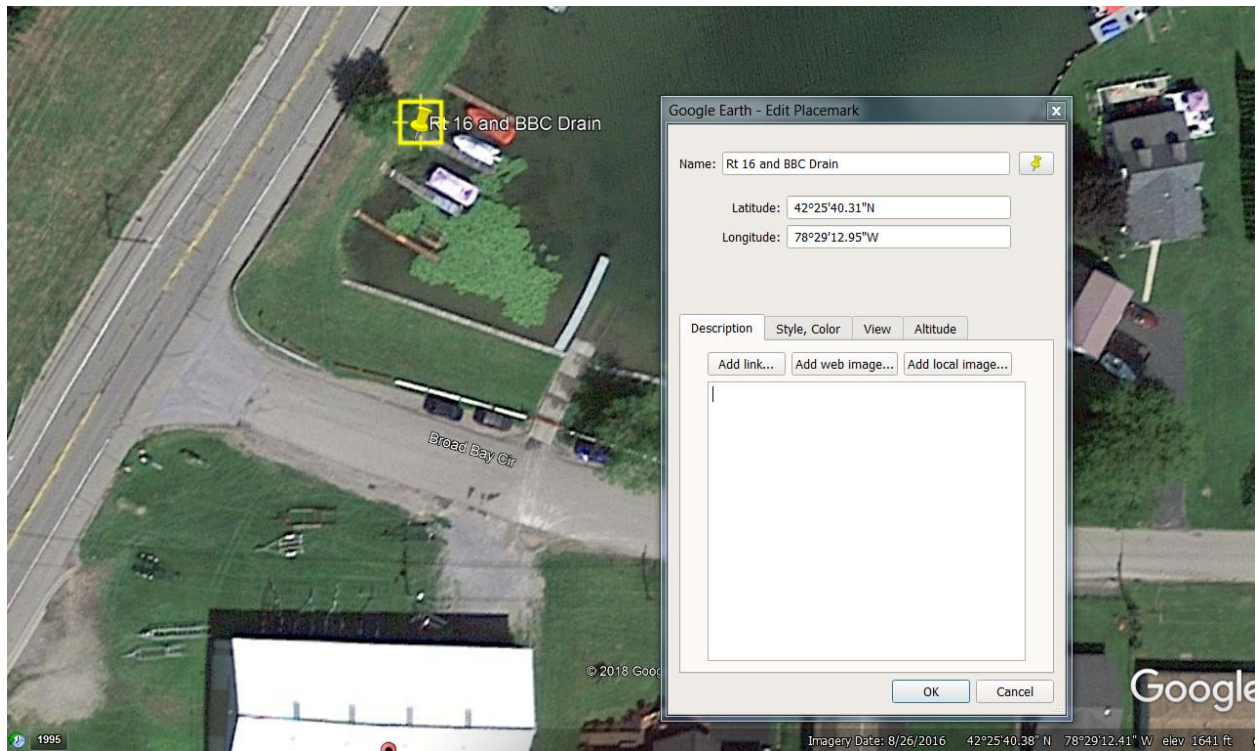 Rt 16 and BBC Drain
Google Earth - Edit Placemark
Name: Rt 16 and BBC Drain
Latitude: 42°25'40.31"N
Longitude: 78°29'12.95"W
Description Style, Color View Altitude
Add link... Add web image... Add local image...
Broad Bay Cir
© 2018 Goog
OK Cancel
Google
1995
Imagery Date: 8/26/2016 42°25'40.38" N 78°29'12.41" W elev 1641 ft